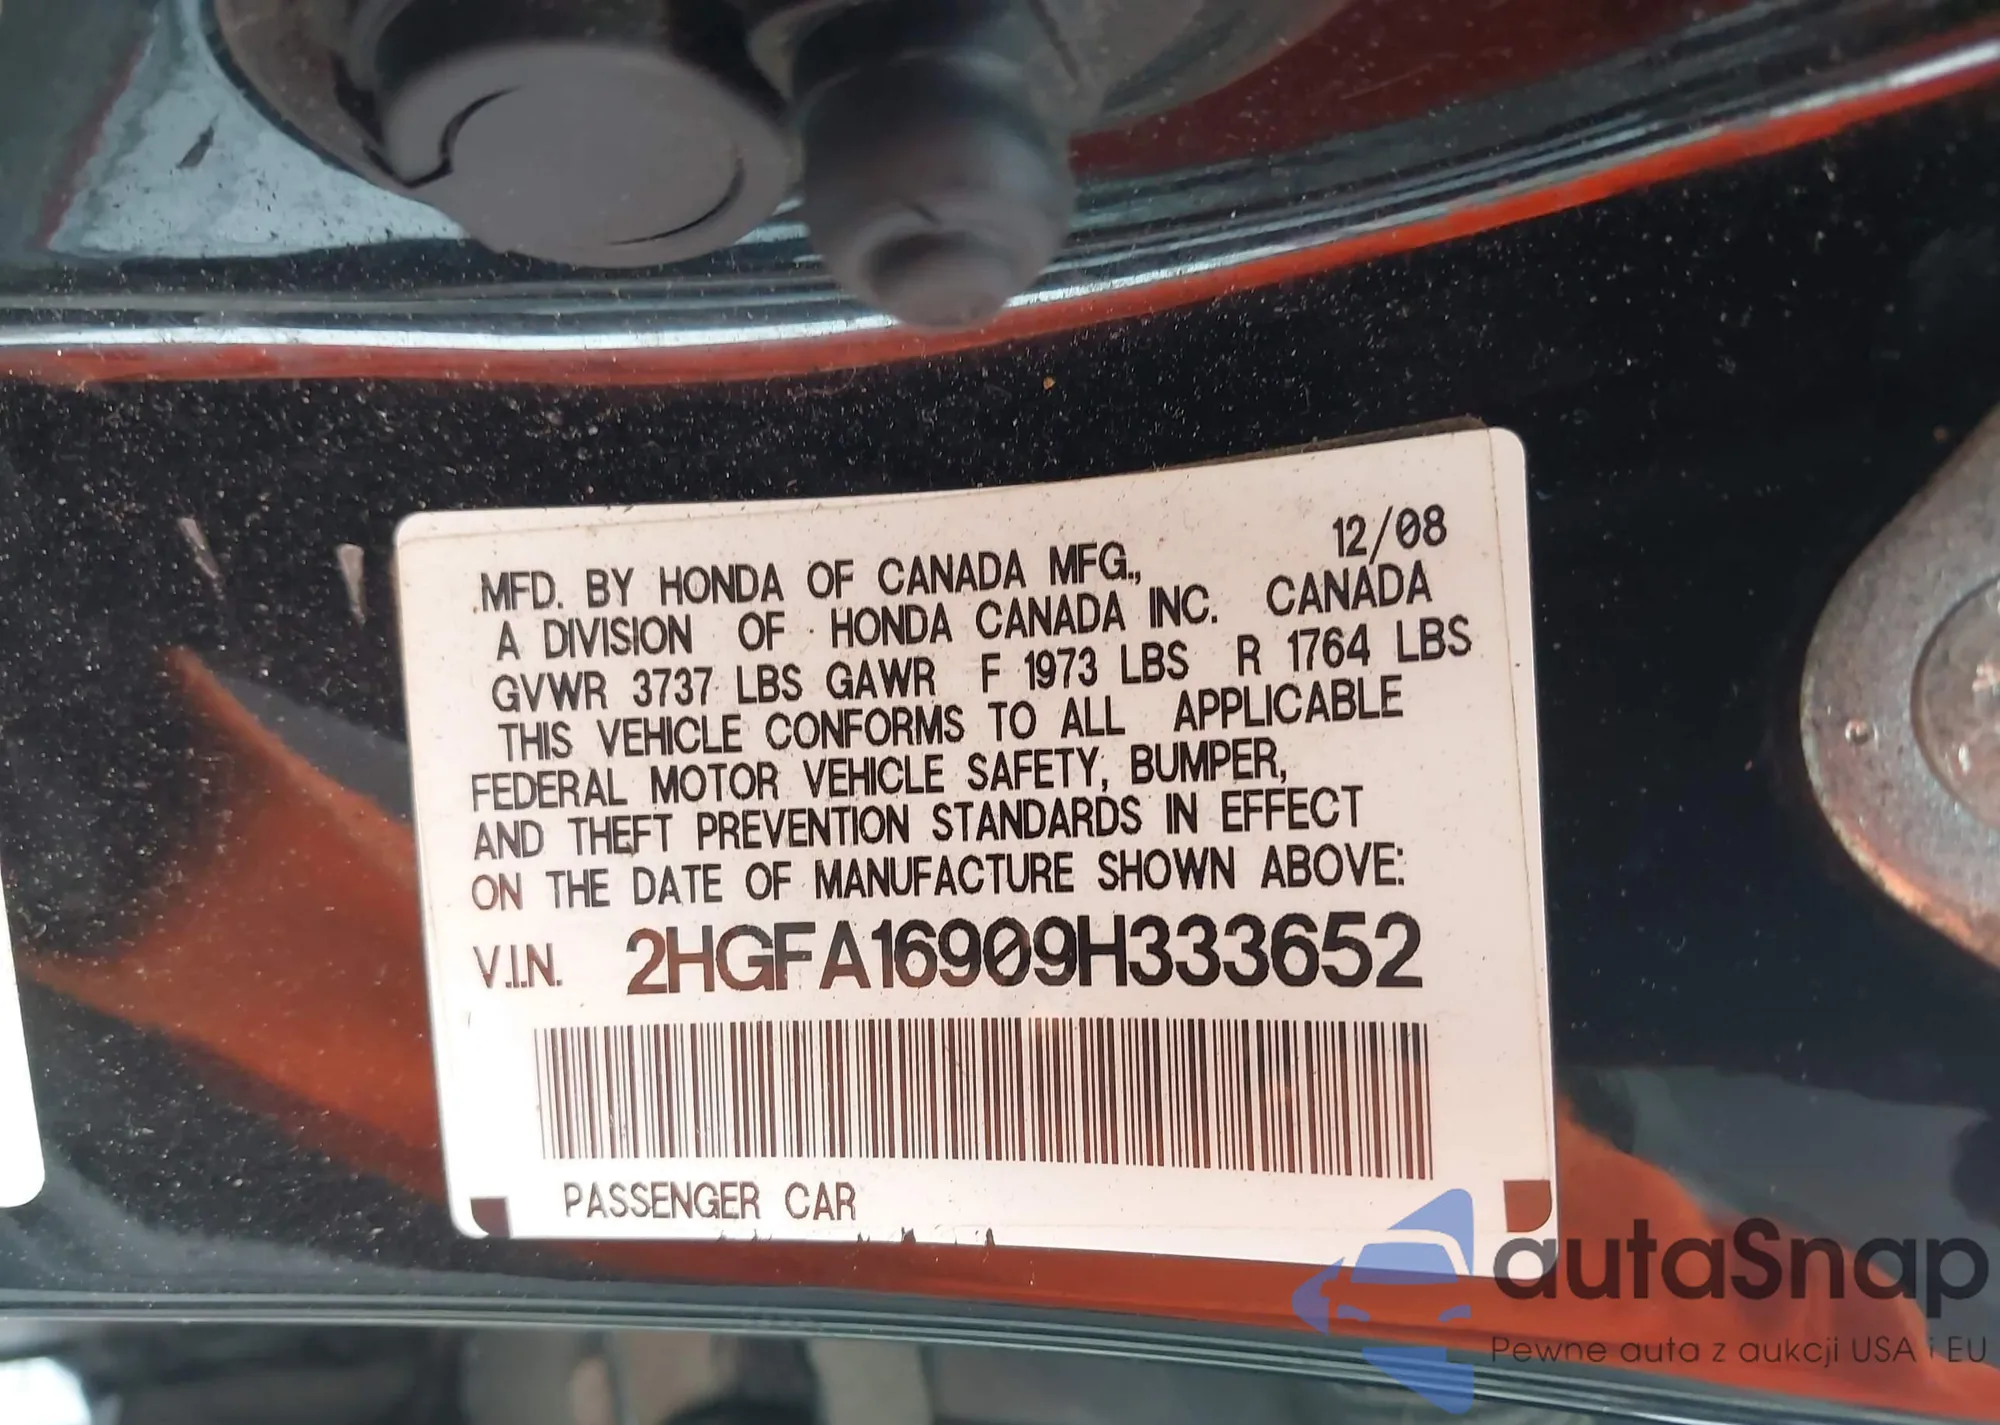 12/08
MFD. BY HONDA OF CANADA MFG.,
A DIVISION OF HONDA CANADA INC. CANADA
GVWR 3737 LBS GAWR F 1973 LBS R 1764 LBS
THIS VEHICLE CONFORMS TO ALL APPLICABLE
FEDERAL MOTOR VEHICLE SAFETY, BUMPER,
AND THEFT PREVENTION STANDARDS IN EFFECT
ON THE DATE OF MANUFACTURE SHOWN ABOVE:
V.I.N. 2HGFA16909H333652
PASSENGER CAR
autaSnap
Pewne auta z aukcji USA i EU